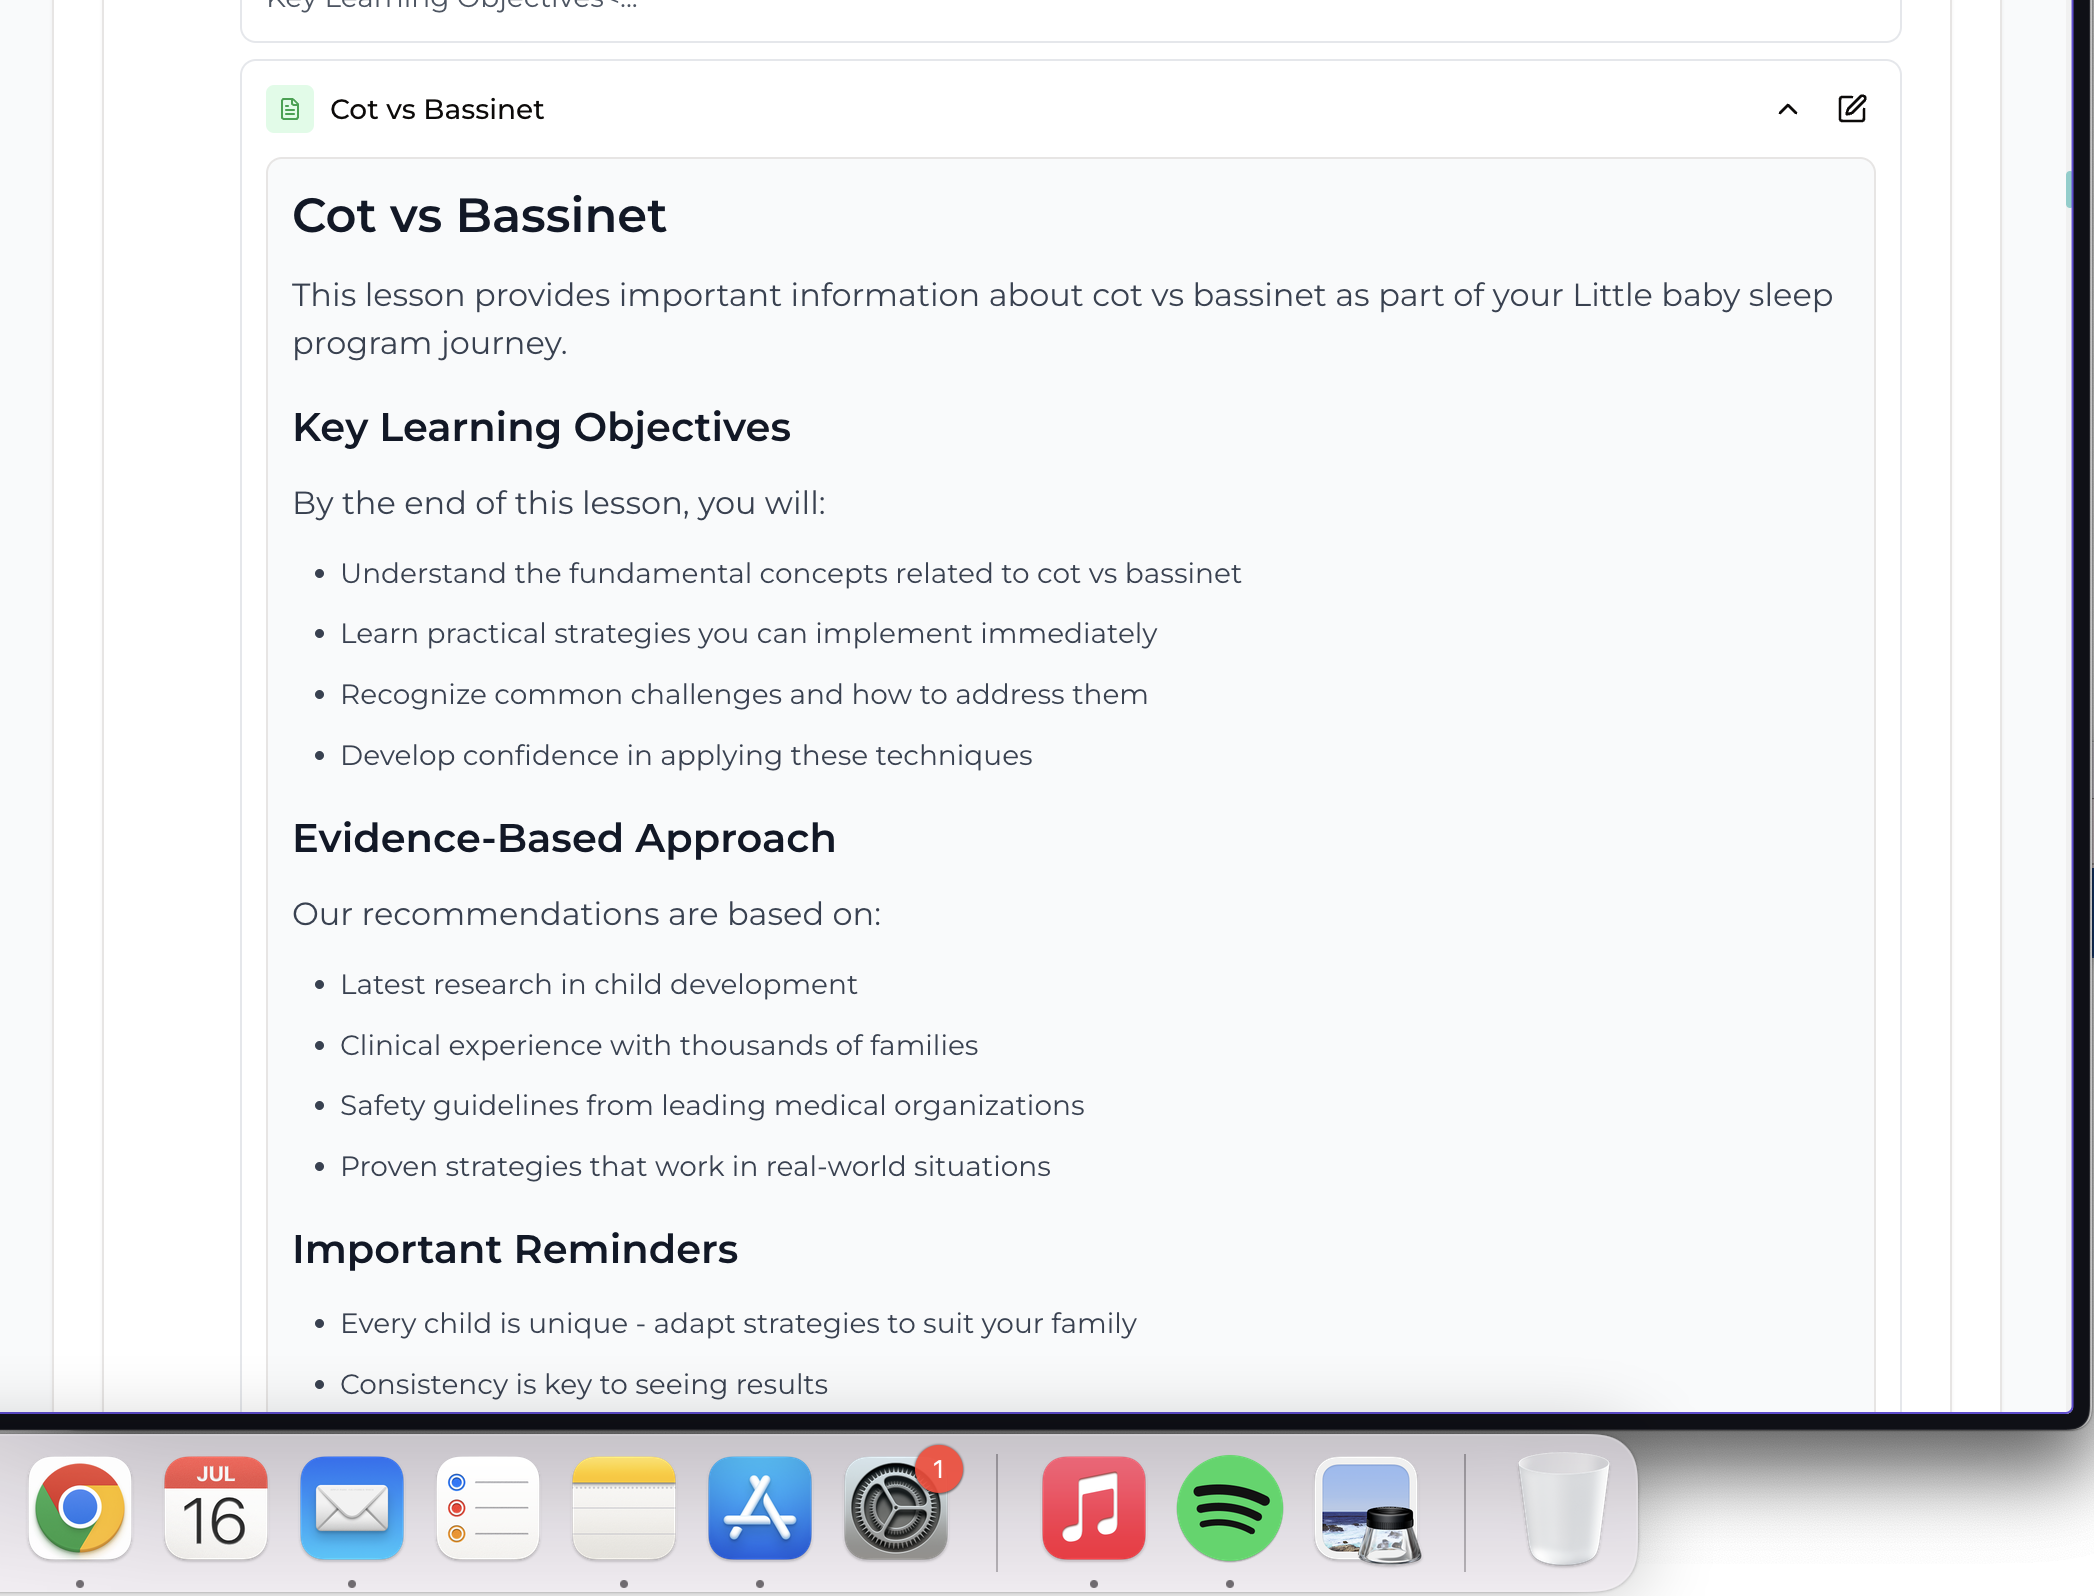 Key Learning Objectives<...
Cot vs Bassinet
Cot vs Bassinet
This lesson provides important information about cot vs bassinet as part of your Little baby sleep
program journey.
Key Learning Objectives
By the end of this lesson, you will:
• Understand the fundamental concepts related to cot vs bassinet
• Learn practical strategies you can implement immediately
• Recognize common challenges and how to address them
• Develop confidence in applying these techniques
Evidence-Based Approach
Our recommendations are based on:
• Latest research in child development
• Clinical experience with thousands of families
• Safety guidelines from leading medical organizations
• Proven strategies that work in real-world situations
Important Reminders
• Every child is unique - adapt strategies to suit your family
• Consistency is key to seeing results
JUL
16
1